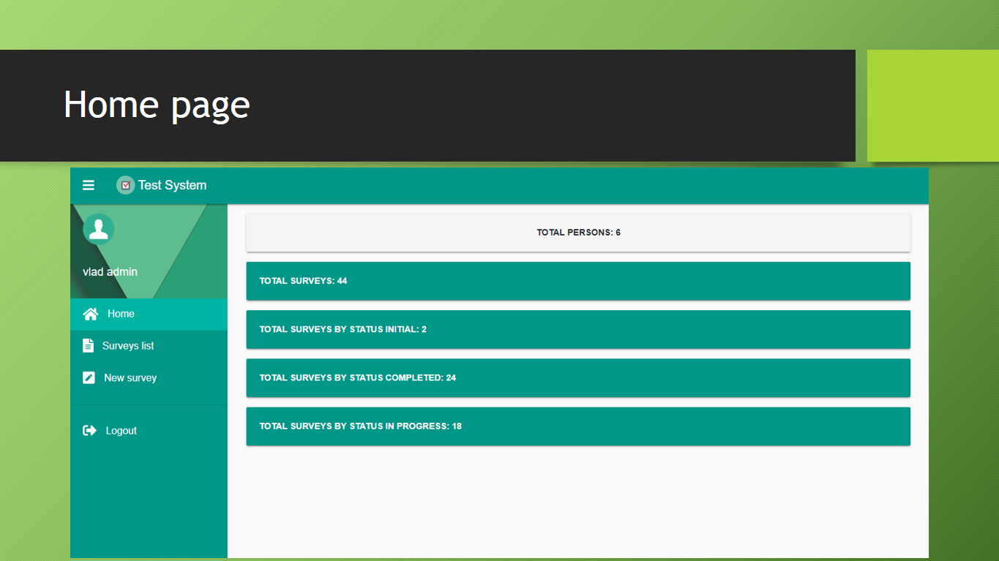 Home page
Test System
vlad admin
Home
Surveys list
New survey
Logout
TOTAL PERSONS: 6
TOTAL SURVEYS: 44
TOTAL SURVEYS BY STATUS INITIAL: 2
TOTAL SURVEYS BY STATUS COMPLETED: 24
TOTAL SURVEYS BY STATUS IN PROGRESS: 18